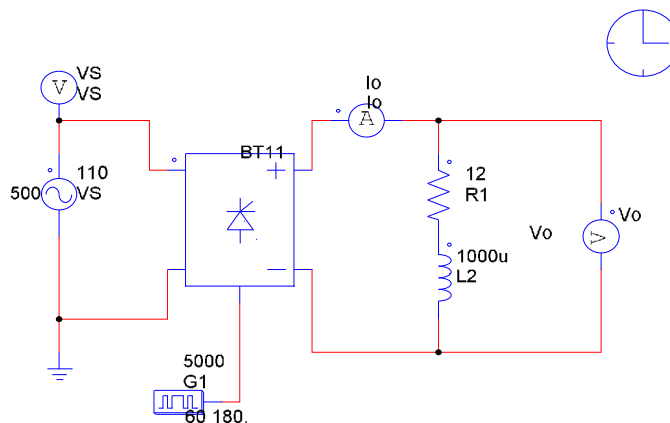 VS
VS
V
Io
Io
A
BT11
110
500
VS
12
R1
Vo
Vo
V
1000u
L2
5000
G1
60 180.